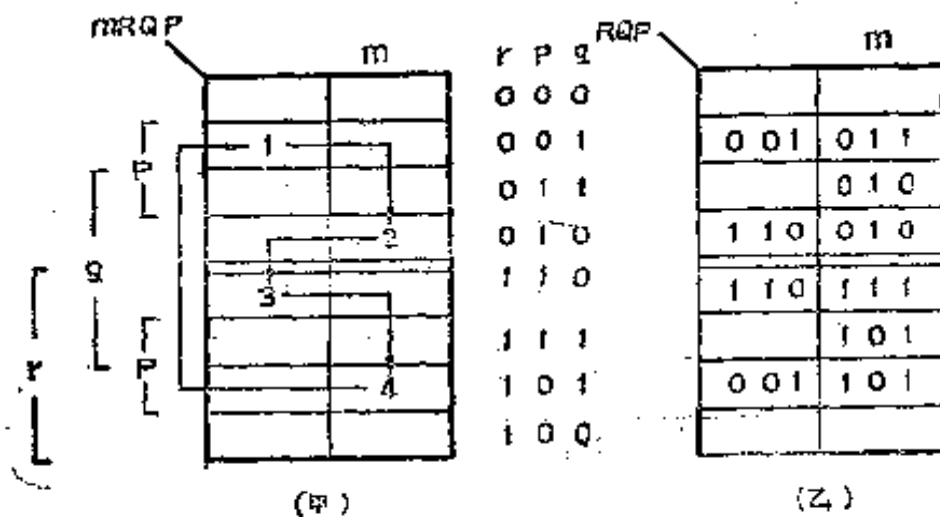 mRQP
m
r p q
RQP
m
0 0 0
P
1
0 0 1
0 0 1
0 1 1
0 1 1
0 1 0
2
0 1 0
1 1 0
0 1 0
q
3
1 1 0
1 1 0
1 1 1
r
1 1 1
1 0 1
P
4
1 0 1
0 0 1
1 0 1
1 0 0
(甲)
(乙)